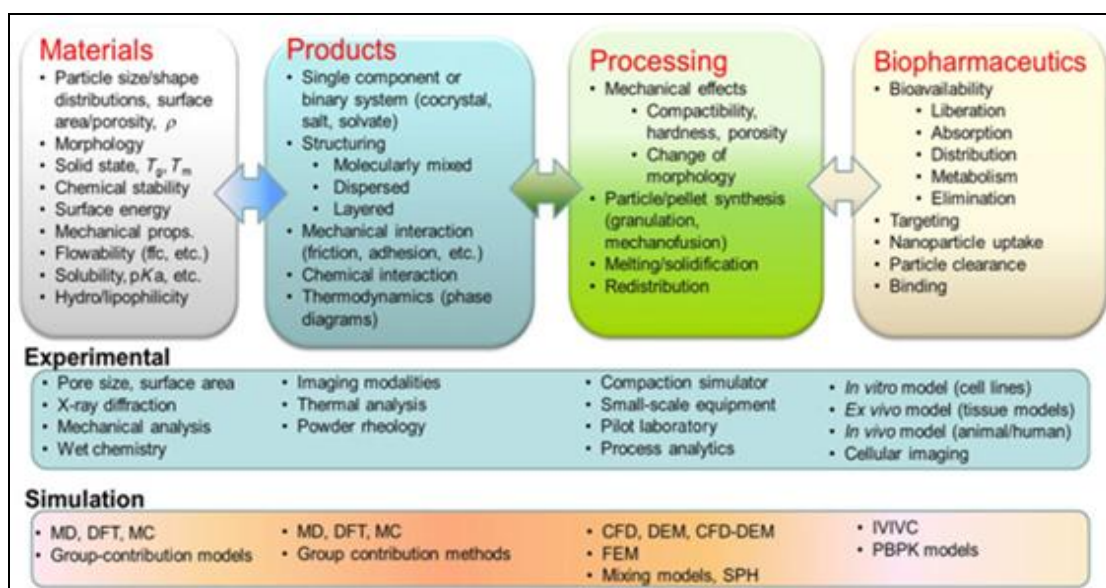 Materials
• Particle size/shape
distributions, surface
area/porosity, ρ
• Morphology
• Solid state, Tg, Tm
• Chemical stability
• Surface energy
• Mechanical props.
• Flowability (ffc, etc.)
• Solubility, pKa, etc.
• Hydro/lipophilicity
Products
• Single component or
binary system (cocrystal,
salt, solvate)
• Structuring
• Molecularly mixed
• Dispersed
• Layered
• Mechanical interaction
(friction, adhesion, etc.)
• Chemical interaction
• Thermodynamics (phase
diagrams)
Processing
• Mechanical effects
• Compactibility,
hardness, porosity
• Change of
morphology
• Particle/pellet synthesis
(granulation,
mechanofusion)
• Melting/solidification
• Redistribution
Biopharmaceutics
• Bioavailability
• Liberation
• Absorption
• Distribution
• Metabolism
• Elimination
• Targeting
• Nanoparticle uptake
• Particle clearance
• Binding
Experimental
• Pore size, surface area
• X-ray diffraction
• Mechanical analysis
• Wet chemistry
• Imaging modalities
• Thermal analysis
• Powder rheology
• Compaction simulator
• Small-scale equipment
• Pilot laboratory
• Process analytics
• In vitro model (cell lines)
• Ex vivo model (tissue models)
• In vivo model (animal/human)
• Cellular imaging
Simulation
• MD, DFT, MC
• Group-contribution models
• MD, DFT, MC
• Group contribution methods
• CFD, DEM, CFD-DEM
• FEM
• Mixing models, SPH
• IVIVC
• PBPK models